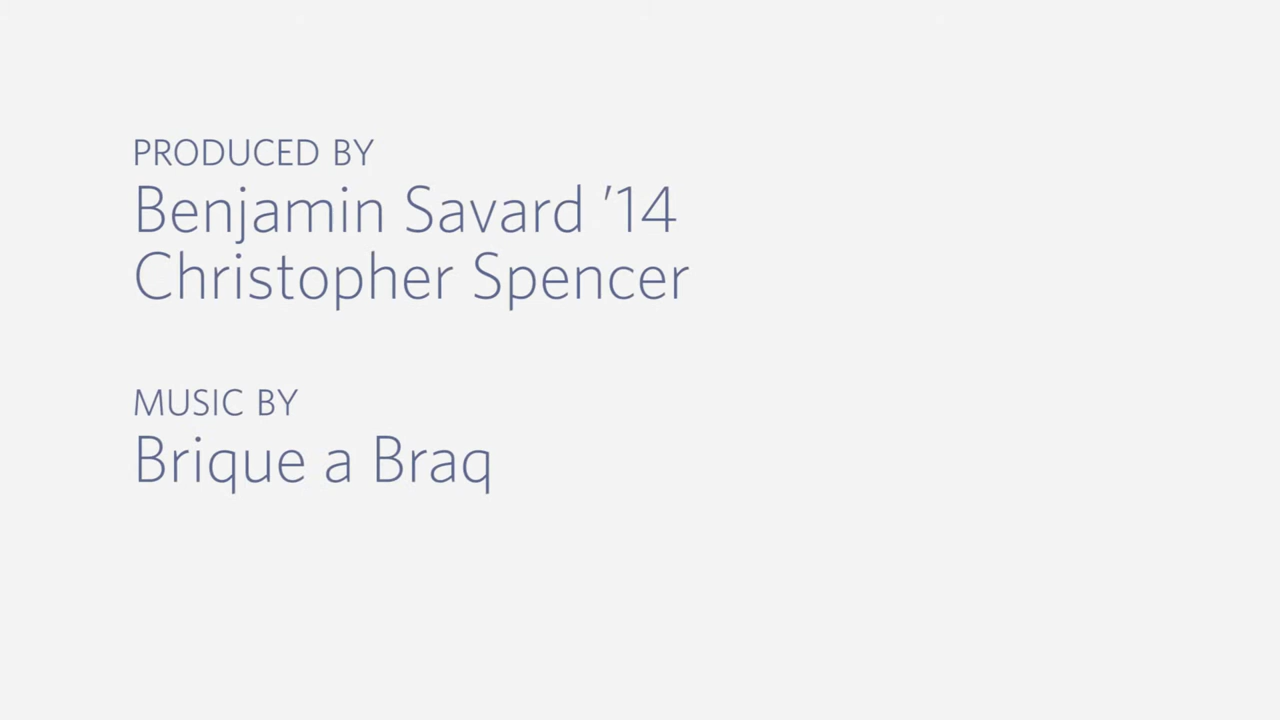 PRODUCED BY
Benjamin Savard ’14
Christopher Spencer
MUSIC BY
Brique a Braq